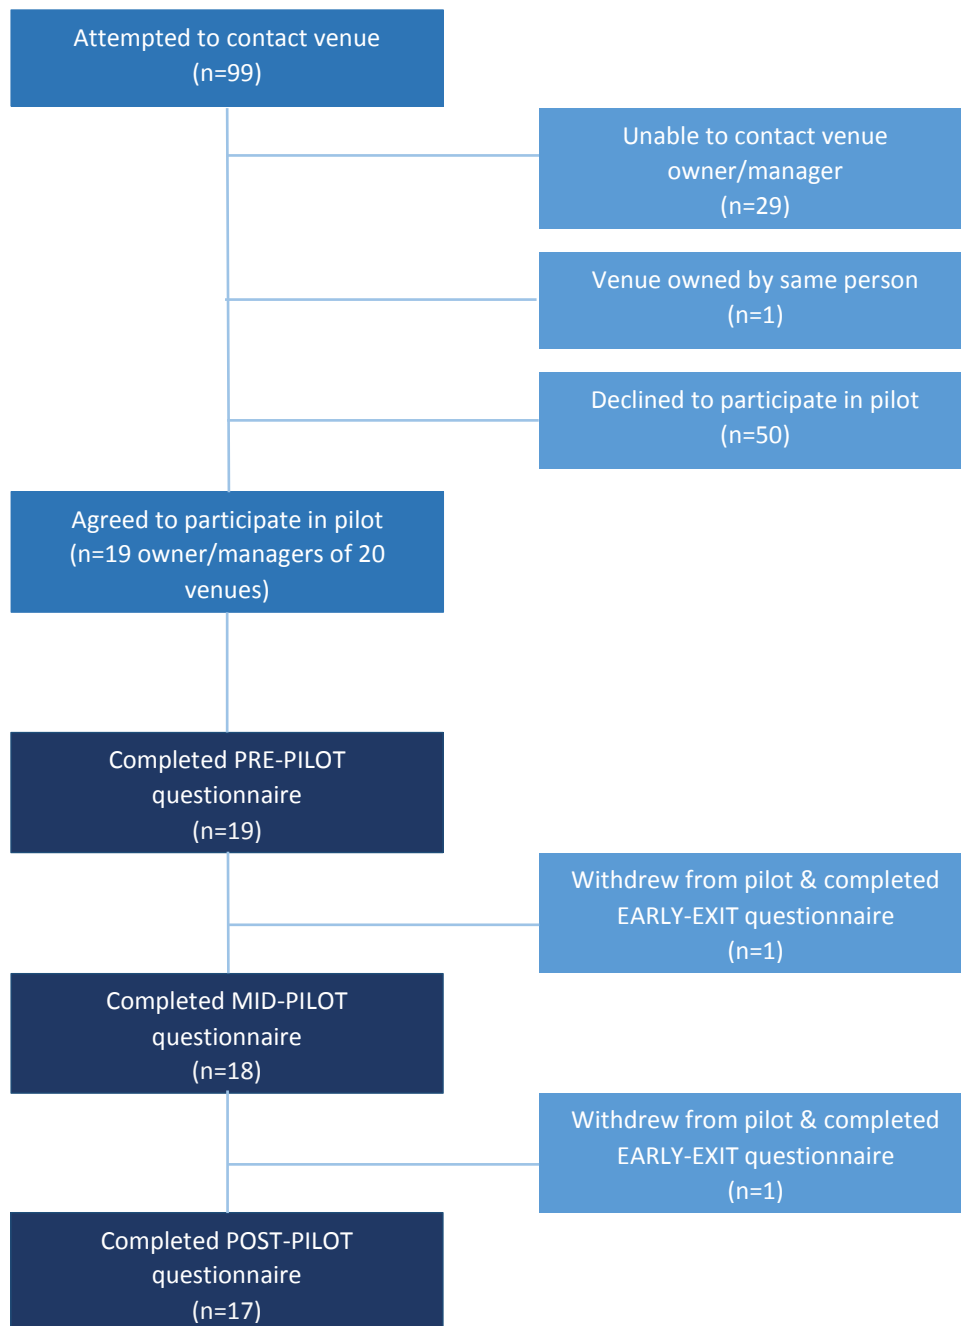 Attempted to contact venue
(n=99)
Unable to contact venue
owner/manager
(n=29)
Venue owned by same person
(n=1)
Declined to participate in pilot
(n=50)
Agreed to participate in pilot
(n=19 owner/managers of 20
venues)
Completed PRE-PILOT
questionnaire
(n=19)
Withdrew from pilot & completed
EARLY-EXIT questionnaire
(n=1)
Completed MID-PILOT
questionnaire
(n=18)
Withdrew from pilot & completed
EARLY-EXIT questionnaire
(n=1)
Completed POST-PILOT
questionnaire
(n=17)